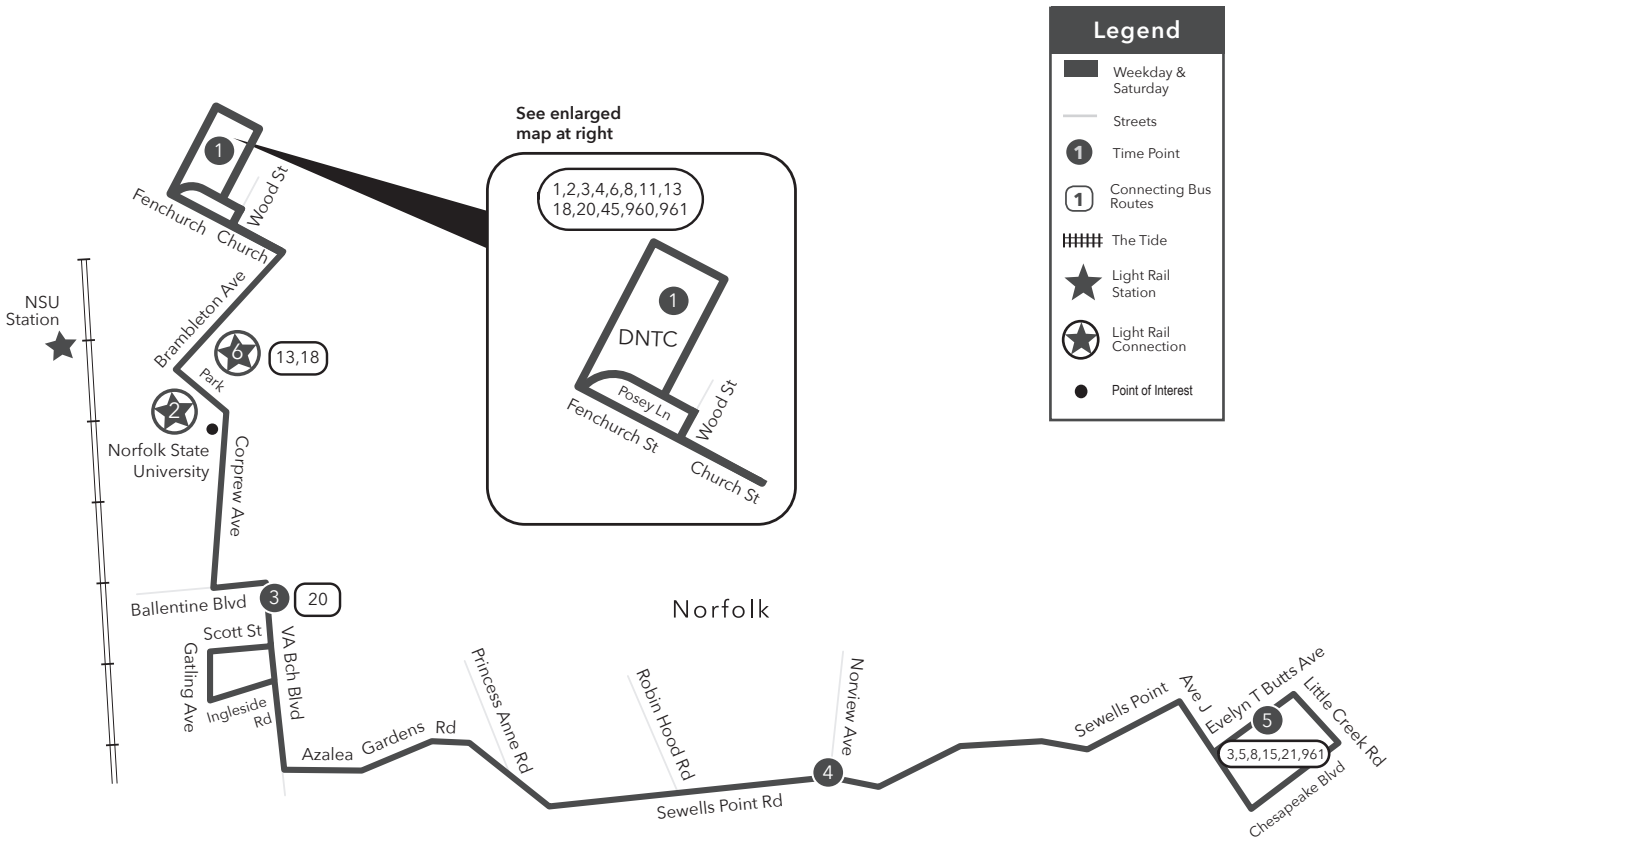 Legend
Weekday &
Saturday
Streets
1
Time Point
1
Connecting Bus
Routes
The Tide
Light Rail
Station
Light Rail
Connection
Point of Interest
See enlarged
map at right
1,2,3,4,6,8,11,13
18,20,45,960,961
1
DNTC
Posey Ln
Wood St
Fenchurch St
Church St
1
Wood St
Fenchurch
Church
NSU
Station
Brambleton Ave
6
13,18
Park
2
Norfolk State
University
Corprew Ave
Ballentine Blvd
3
20
Scott St
Gatling Ave
Ingleside
Rd
VA Bch Blvd
Azalea
Gardens
Rd
Princess Anne Rd
Norfolk
Robin Hood Rd
Sewells Point Rd
Norview Ave
4
Sewells Point
Ave J
Evelyn T Butts Ave
5
Little Creek Rd
3,5,8,15,21,961
Chesapeake Blvd